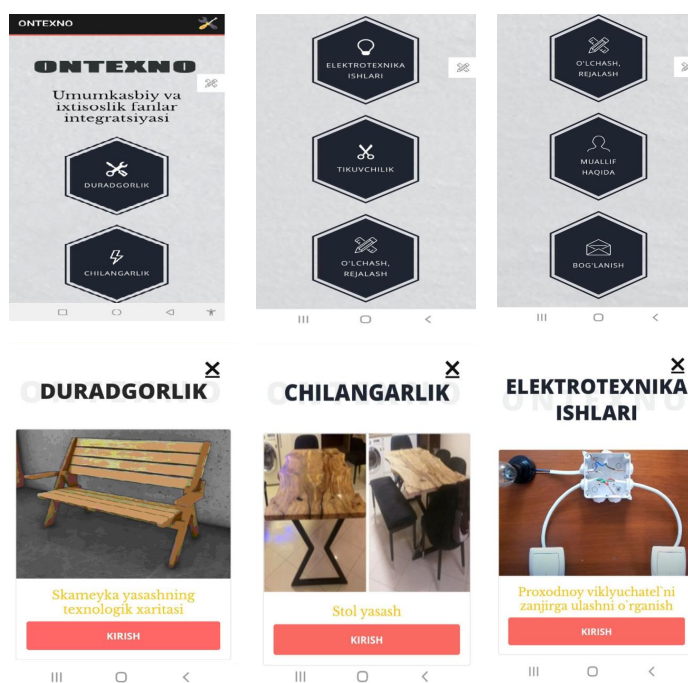 ONTEXNO
ONTEXNO
Umumkasbiy va
ixtisoslik fanlar
integratsiyasi
DURADGORLIK
CHILANGARLIK
ELEKTROTEXNIKA
ISHLARI
TIKUVCHILIK
O'LCHASH,
REJALASH
O'LCHASH,
REJALASH
MUALLIF
HAQIDA
BOG'LANISH
DURADGORLIK
Skameyka yasashning
texnologik xaritasi
KIRISH
CHILANGARLIK
Stol yasash
KIRISH
ELEKTROTEXNIKA
ISHLARI
Proxodnoy viklyuchatel`ni
zanjirga ulashni o`rganish
KIRISH